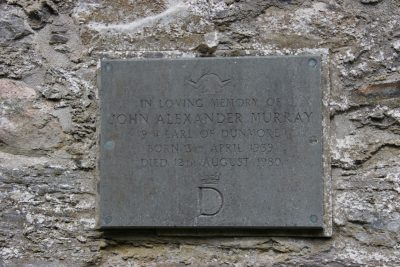 IN LOVING MEMORY OF
JOHN ALEXANDER MURRAY
9TH EARL OF DUNMORE
BORN 3RD APRIL 1939
DIED 12TH AUGUST 1980
D